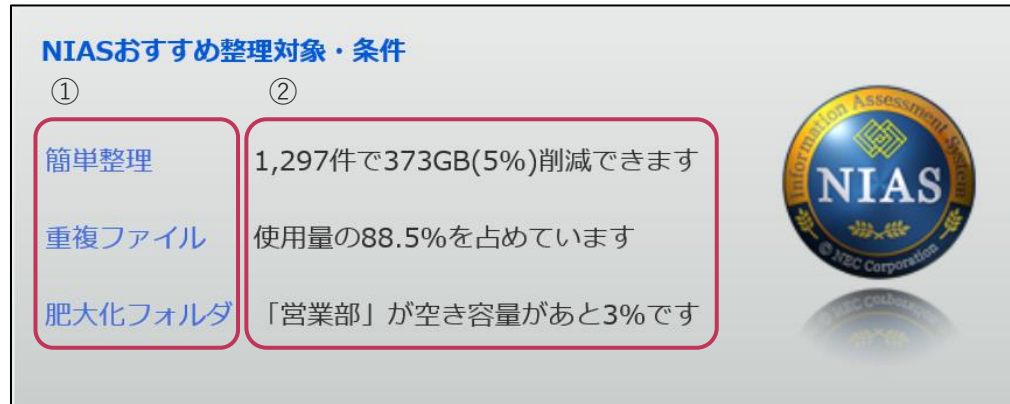 NIASおすすめ整理対象・条件
① ②
簡単整理 1,297件で373GB(5%)削減できます
重複ファイル 使用量の88.5%を占めています
肥大化フォルダ 「営業部」が空き容量があと3%です
Information Assessment System
NIAS
© NEC Corporation